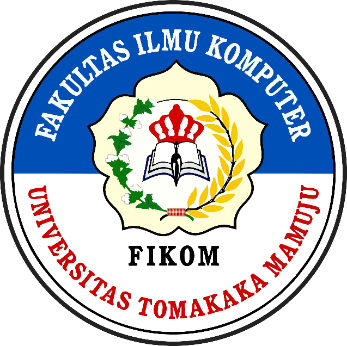 FAKULTAS ILMU KOMPUTER
FIKOM
UNIVERSITAS TOMAKAKA MAMUJU